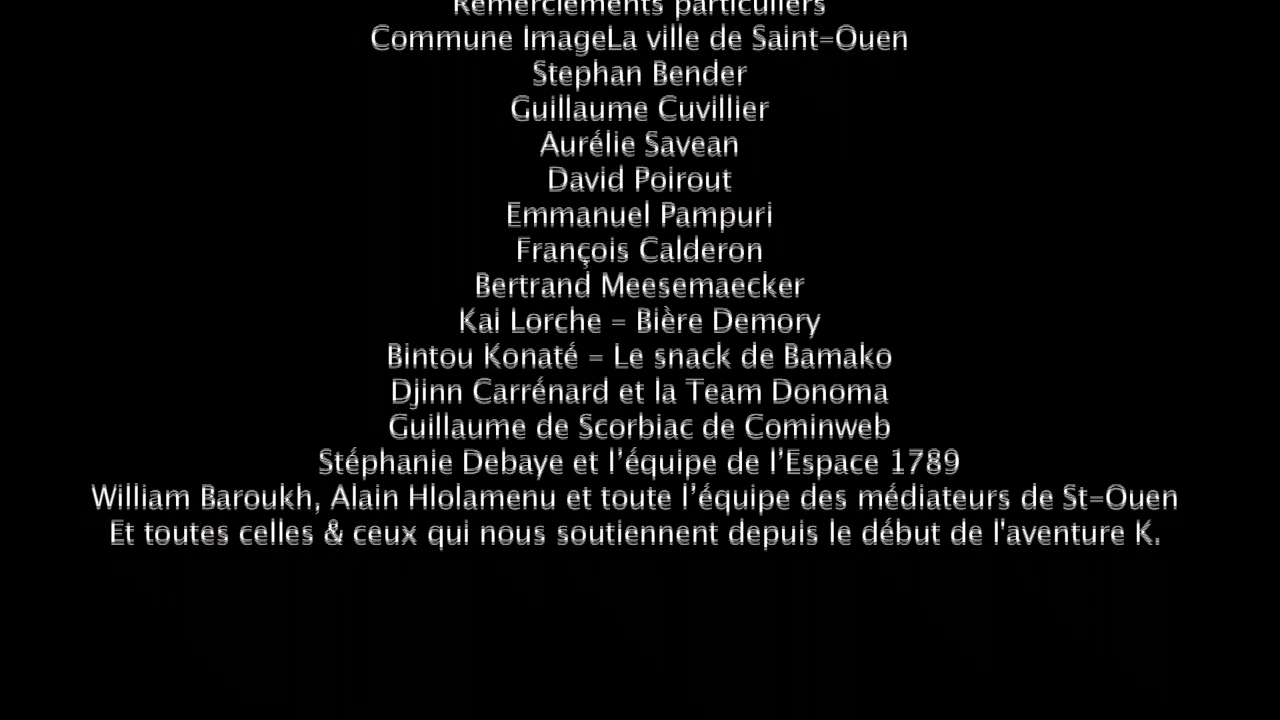 Remerciements particuliers
Commune ImageLa ville de Saint-Ouen
Stephan Bender
Guillaume Cuvillier
Aurélie Savean
David Poirout
Emmanuel Pampuri
François Calderon
Bertrand Meesemaecker
Kai Lorche - Bière Demory
Bintou Konaté - Le snack de Bamako
Djinn Carrénard et la Team Donoma
Guillaume de Scorbiac de Cominweb
Stéphanie Debaye et l’équipe de l’Espace 1789
William Baroukh, Alain Hlolamenu et toute l’équipe des médiateurs de St-Ouen
Et toutes celles & ceux qui nous soutiennent depuis le début de l'aventure K.